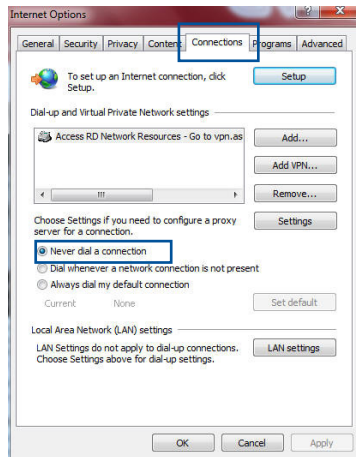 Internet Options
General Security Privacy Content Connections Programs Advanced
To set up an Internet connection, click
Setup.
Setup
Dial-up and Virtual Private Network settings
Access RD Network Resources - Go to vpn.as
Add...
Add VPN...
Remove...
Choose Settings if you need to configure a proxy
server for a connection.
Settings
Never dial a connection
Dial whenever a network connection is not present
Always dial my default connection
Current None
Set default
Local Area Network (LAN) settings
LAN Settings do not apply to dial-up connections.
Choose Settings above for dial-up settings.
LAN settings
OK Cancel Apply